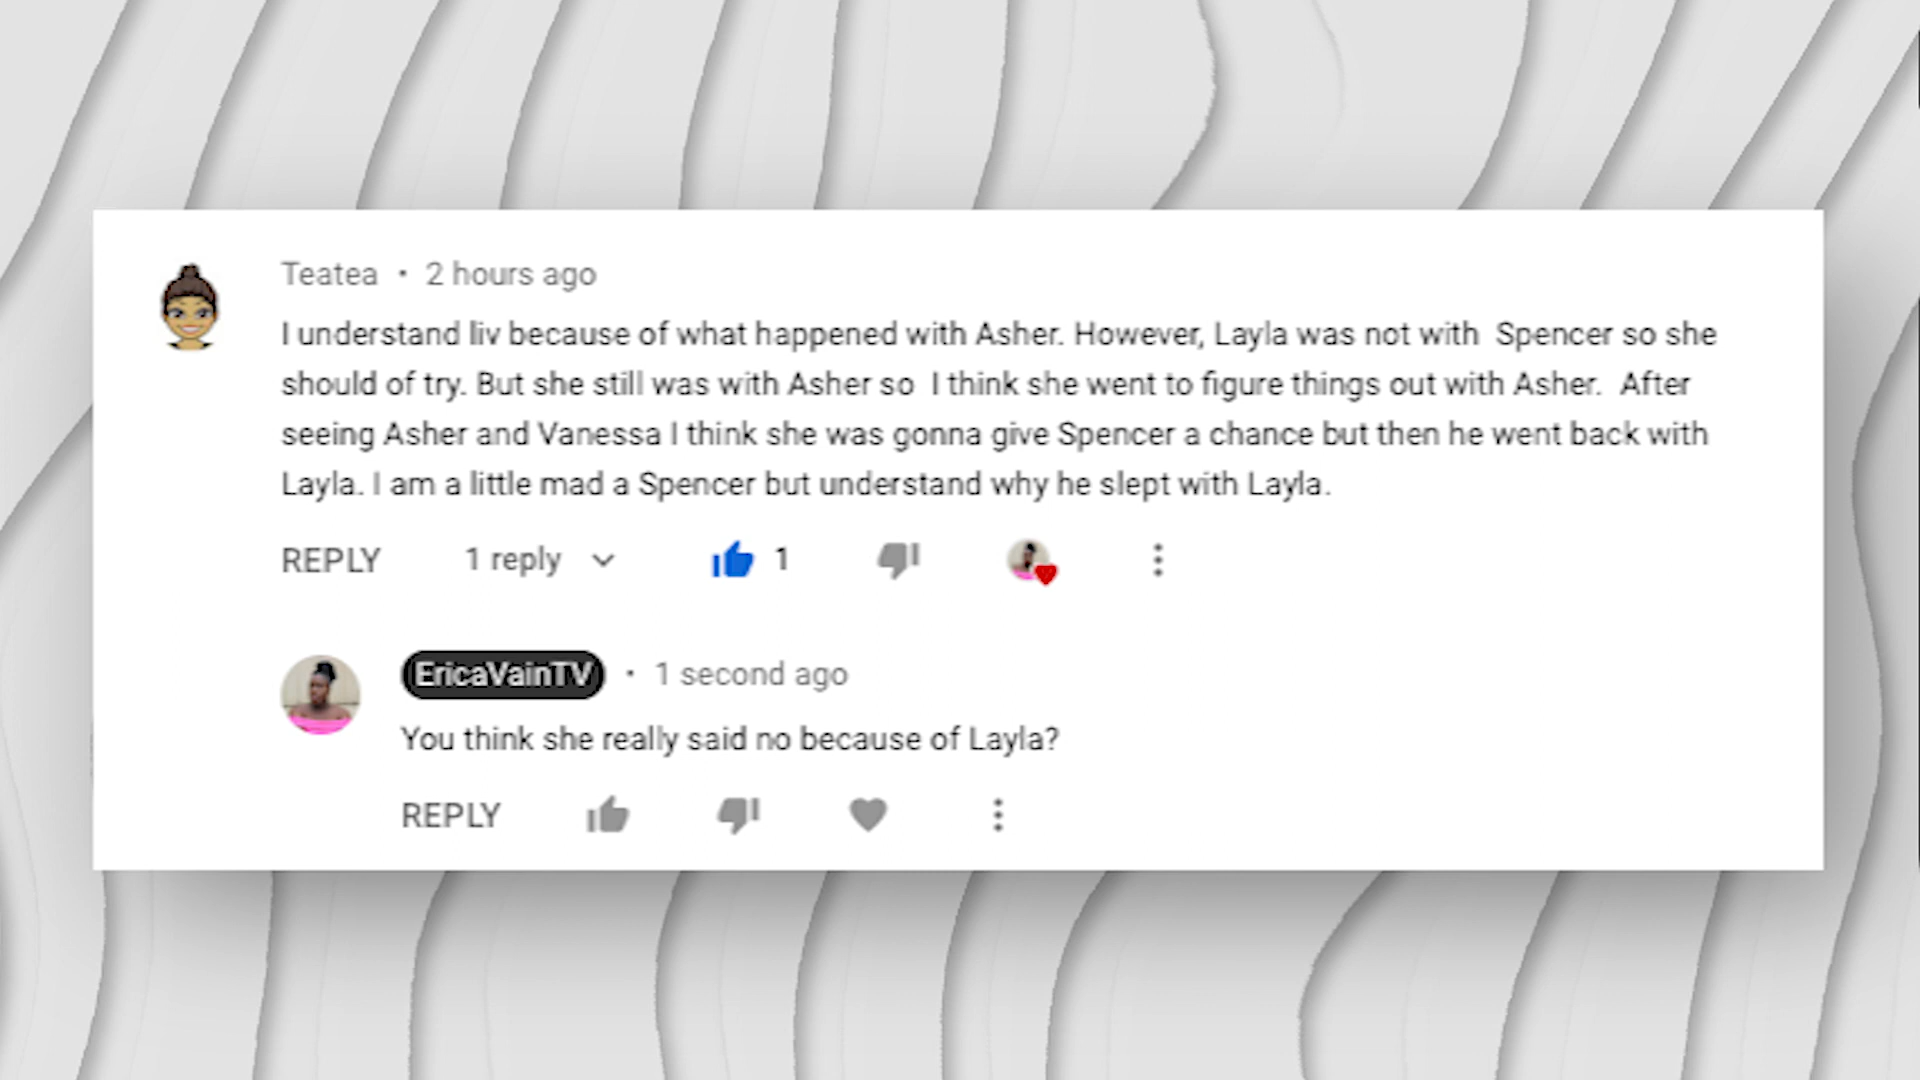 Teatea • 2 hours ago
I understand liv because of what happened with Asher. However, Layla was not with  Spencer so she
should of try. But she still was with Asher so  I think she went to figure things out with Asher.  After
seeing Asher and Vanessa I think she was gonna give Spencer a chance but then he went back with
Layla. I am a little mad a Spencer but understand why he slept with Layla.
REPLY 1 reply 1
EricaVainTV • 1 second ago
You think she really said no because of Layla?
REPLY